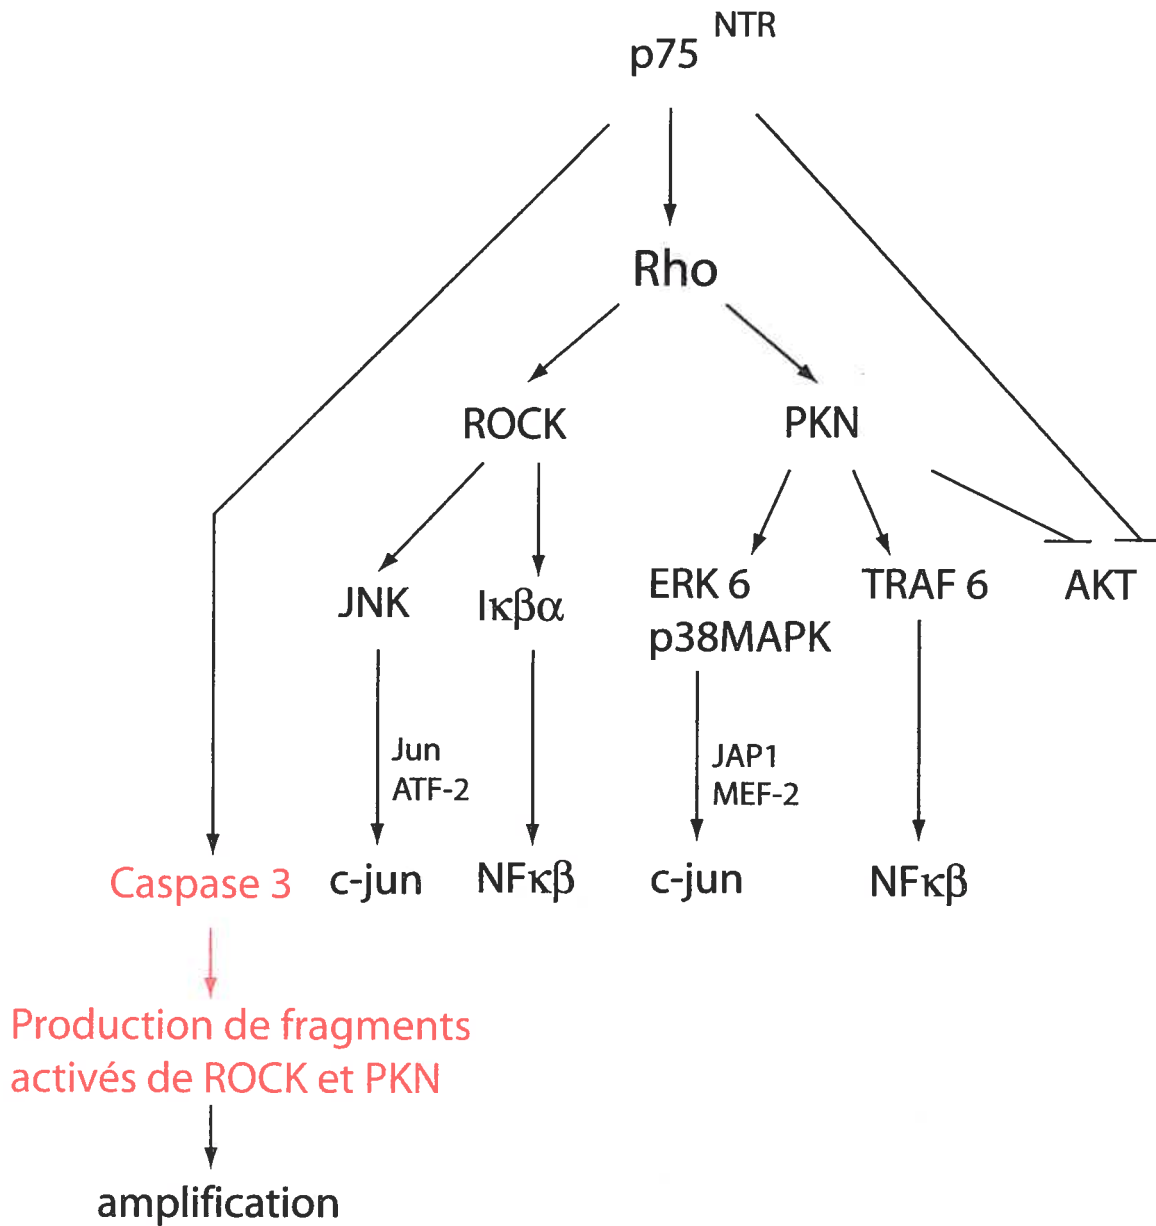 p75 NTR
Rho
ROCK
PKN
JNK
Iκβα
ERK 6
p38MAPK
TRAF 6
AKT
Jun
ATF-2
JAP1
MEF-2
Caspase 3
c-jun
NFκβ
c-jun
NFκβ
Production de fragments
activés de ROCK et PKN
amplification